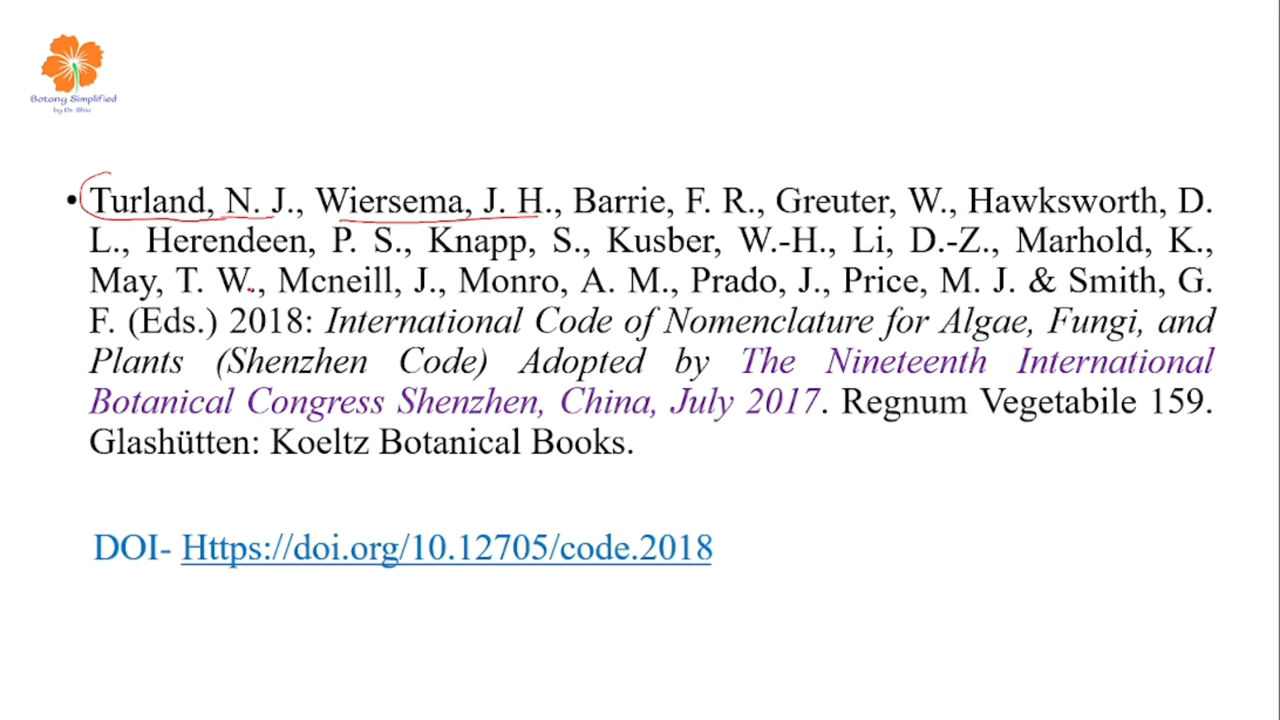 Botany Simplified
by Dr. Shiv
• Turland, N. J., Wiersema, J. H., Barrie, F. R., Greuter, W., Hawksworth, D.
L., Herendeen, P. S., Knapp, S., Kusber, W.-H., Li, D.-Z., Marhold, K.,
May, T. W., Mcneill, J., Monro, A. M., Prado, J., Price, M. J. & Smith, G.
F. (Eds.) 2018: International Code of Nomenclature for Algae, Fungi, and
Plants (Shenzhen Code) Adopted by The Nineteenth International
Botanical Congress Shenzhen, China, July 2017. Regnum Vegetabile 159.
Glashütten: Koeltz Botanical Books.
DOI- Https://doi.org/10.12705/code.2018